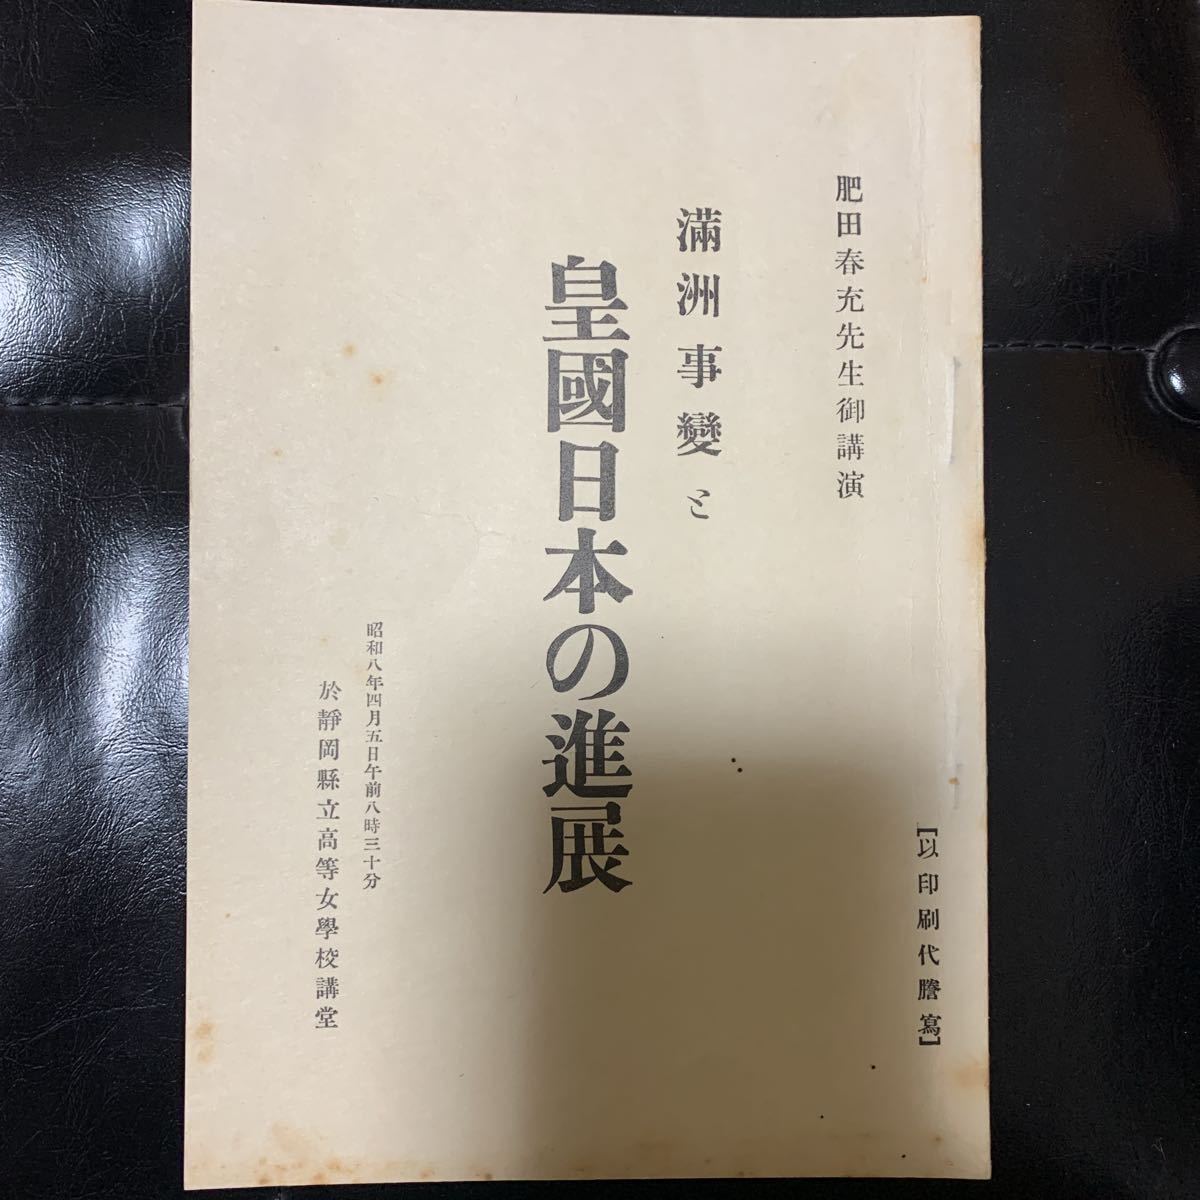 【以印刷代謄寫】
肥田春充先生御講演
滿洲事變と
皇國日本の進展
昭和八年四月五日午前八時三十分
於靜岡縣立高等女學校講堂